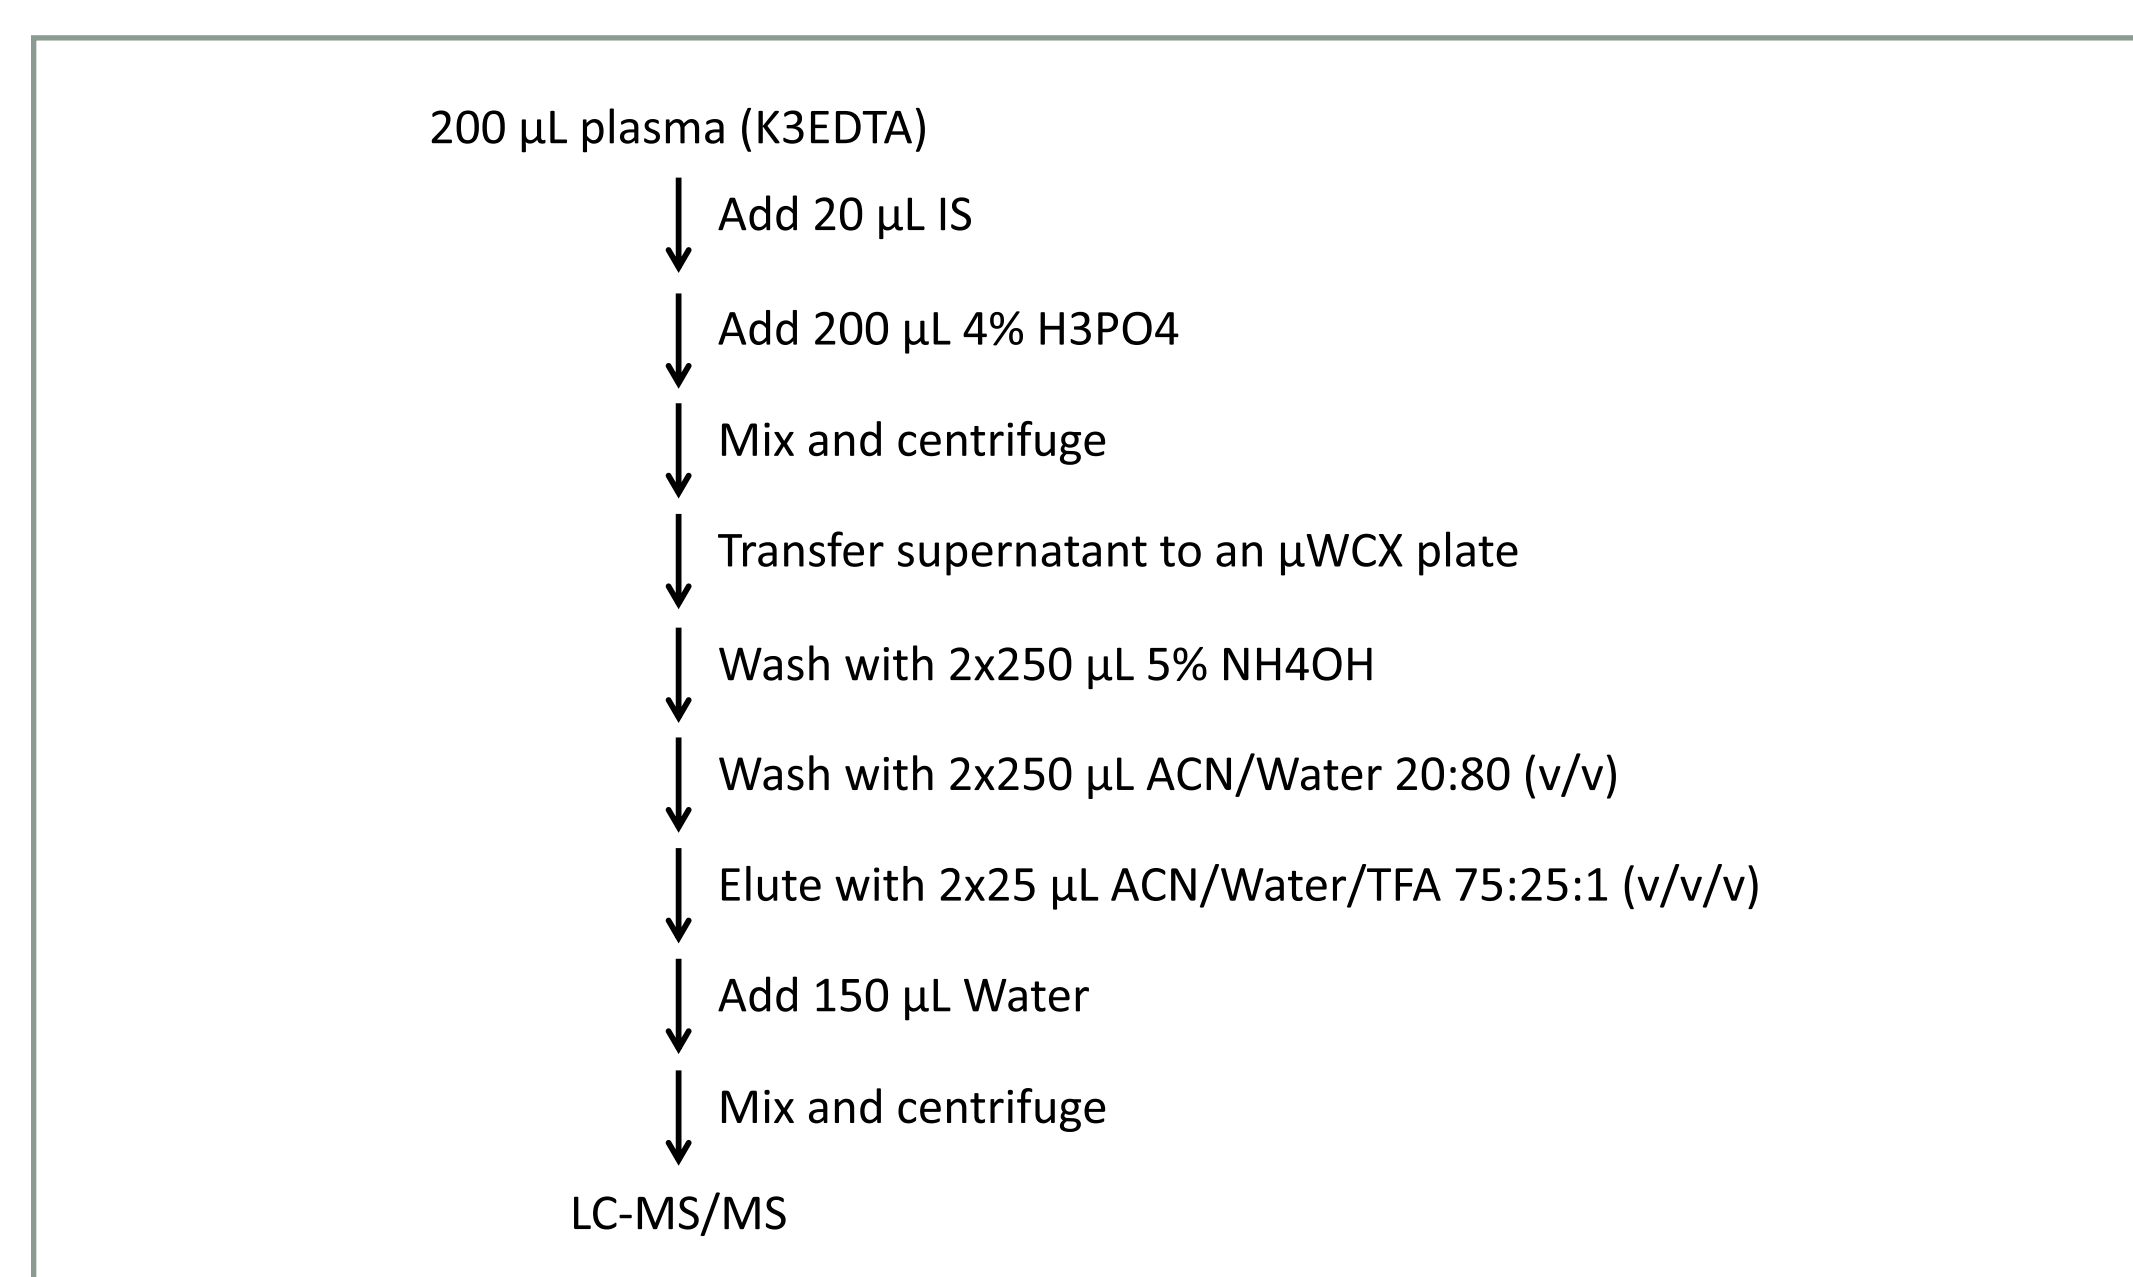 200 µL plasma (K3EDTA)
Add 20 µL IS
Add 200 µL 4% H3PO4
Mix and centrifuge
Transfer supernatant to an µWCX plate
Wash with 2x250 µL 5% NH4OH
Wash with 2x250 µL ACN/Water 20:80 (v/v)
Elute with 2x25 µL ACN/Water/TFA 75:25:1 (v/v/v)
Add 150 µL Water
Mix and centrifuge
LC-MS/MS